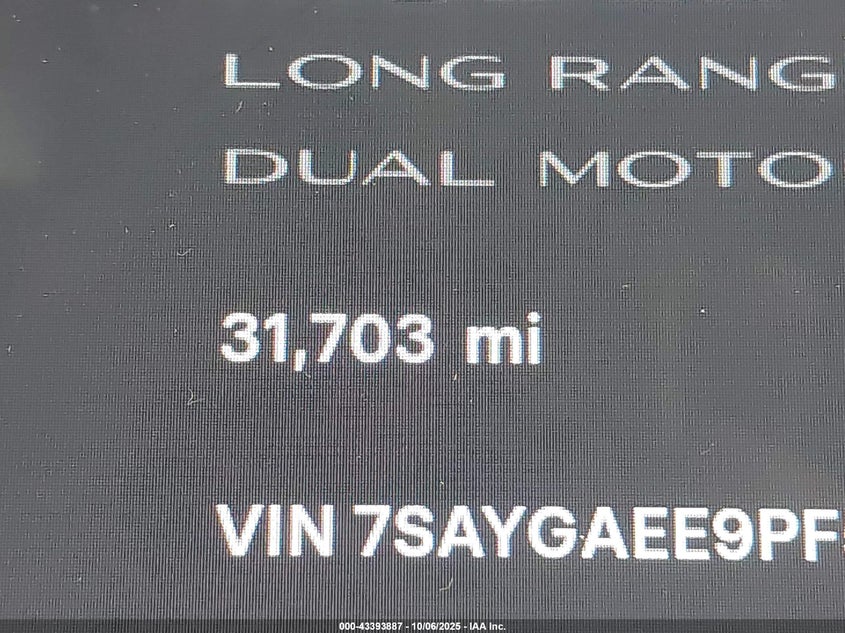 LONG RANG
DUAL MOTO
31,703 mi
VIN 7SAYGAEE9PF
000-43393887 - 10/06/2025 - IAA Inc.